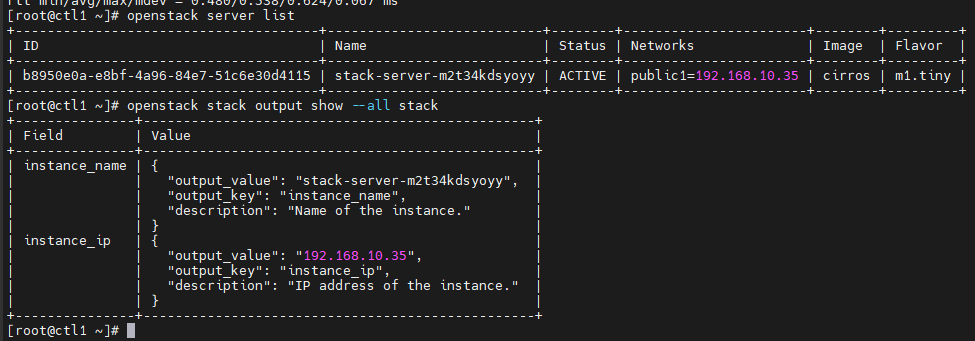 rtt min/avg/max/mdev = 0.480/0.538/0.624/0.067 ms
[root@ctl1 ~]# openstack server list
+--------------------------------------+---------------------------+--------+-----------------------+--------+---------+
| ID                                   | Name                      | Status | Networks              | Image  | Flavor  |
+--------------------------------------+---------------------------+--------+-----------------------+--------+---------+
| b8950e0a-e8bf-4a96-84e7-51c6e30d4115 | stack-server-m2t34kdsyoyy | ACTIVE | public1=192.168.10.35 | cirros | m1.tiny |
+--------------------------------------+---------------------------+--------+-----------------------+--------+---------+
[root@ctl1 ~]# openstack stack output show --all stack
+---------------+-------------------------------------------------+
| Field         | Value                                           |
+---------------+-------------------------------------------------+
| instance_name | {                                               |
|               |   "output_value": "stack-server-m2t34kdsyoyy",  |
|               |   "output_key": "instance_name",                |
|               |   "description": "Name of the instance."        |
|               | }                                               |
| instance_ip   | {                                               |
|               |   "output_value": "192.168.10.35",              |
|               |   "output_key": "instance_ip",                  |
|               |   "description": "IP address of the instance."  |
|               | }                                               |
+---------------+-------------------------------------------------+
[root@ctl1 ~]#